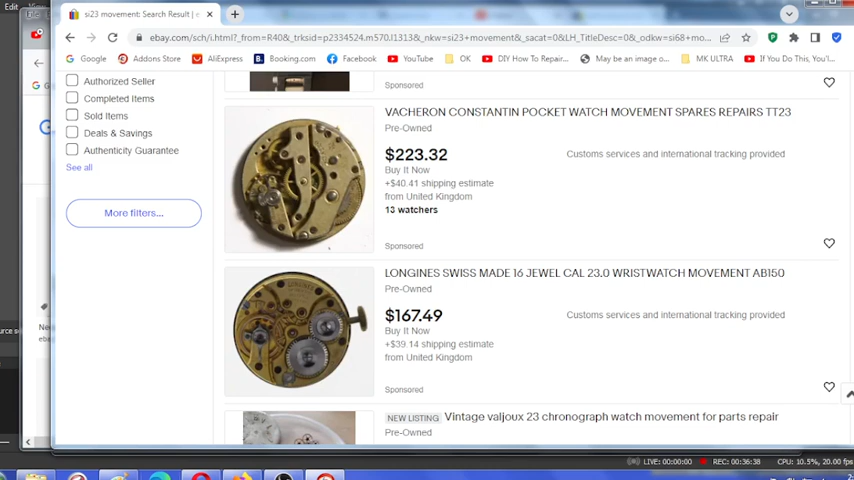 Edit
si23 movement: Search Result | e
ebay.com/sch/i.html?_from=R40&_trksid=p2334524.m570.l1313&_nkw=si23+movement&_sacat=0&LH_TitleDesc=0&_odkw=si68+mo...
Google Addons Store AliExpress Booking.com Facebook YouTube OK DIY How To Repair... May be an image o... MK ULTRA If You Do This, You'l...
Authorized Seller
Completed Items
Sold Items
Deals & Savings
Authenticity Guarantee
See all
More filters...
Sponsored
VACHERON CONSTANTIN POCKET WATCH MOVEMENT SPARES REPAIRS TT23
Pre-Owned
$223.32
Customs services and international tracking provided
Buy It Now
+$40.41 shipping estimate
from United Kingdom
13 watchers
Sponsored
LONGINES SWISS MADE 16 JEWEL CAL 23.0 WRISTWATCH MOVEMENT AB150
Pre-Owned
$167.49
Customs services and international tracking provided
Buy It Now
+$39.14 shipping estimate
from United Kingdom
Sponsored
NEW LISTING Vintage valjoux 23 chronograph watch movement for parts repair
Pre-Owned
LIVE: 00:00:00 REC: 00:36:38 CPU: 10.5%, 20.00 fps